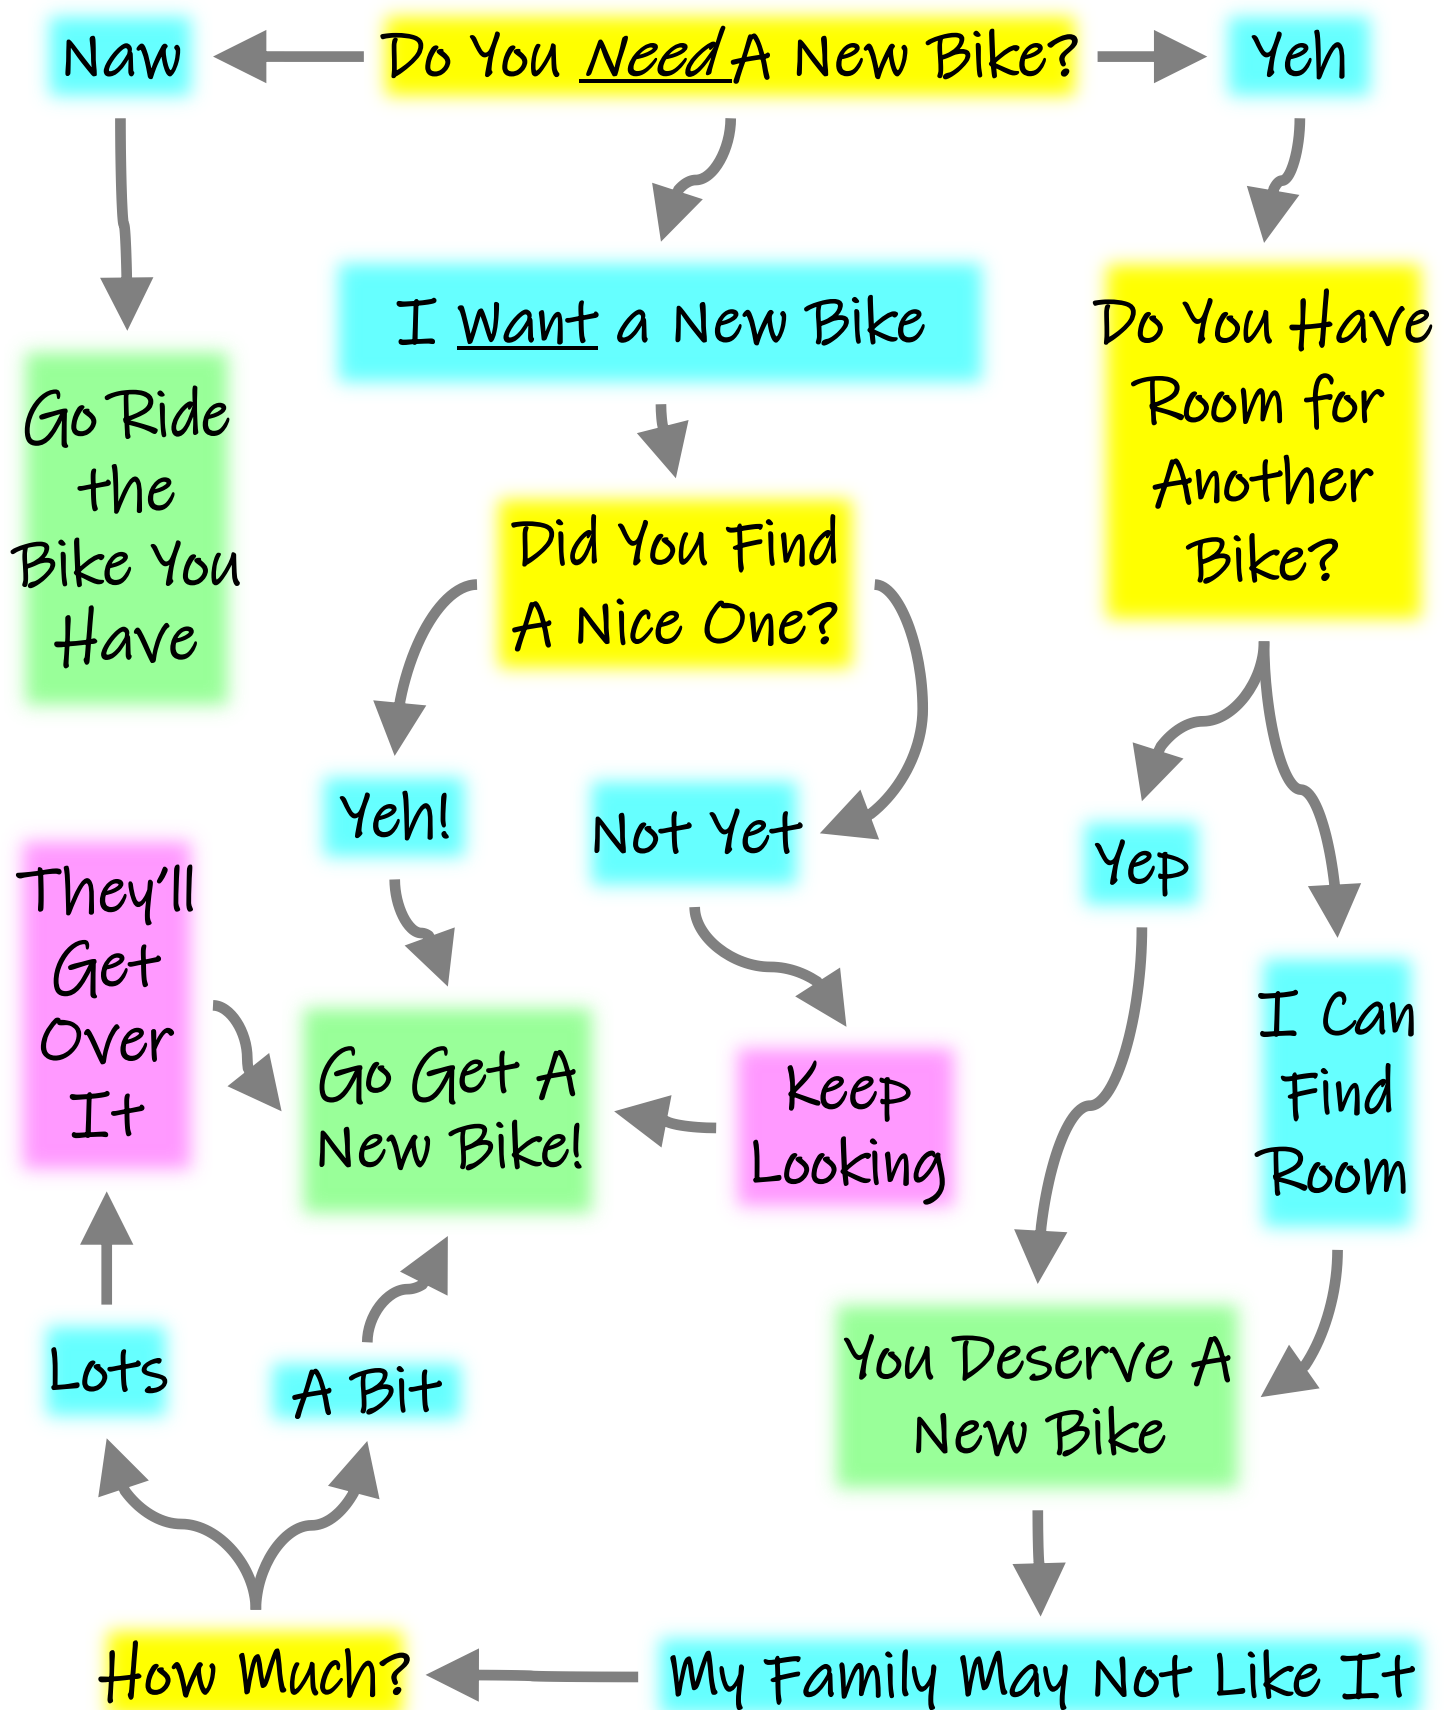 Naw
Do You Need A New Bike?
Yeh
I Want a New Bike
Do You Have
Room for
Another
Bike?
Go Ride
the
Bike You
Have
Did You Find
A Nice One?
Yeh!
Not Yet
Yep
They'll
Get
Over
It
I Can
Find
Room
Go Get A
New Bike!
Keep
Looking
Lots
A Bit
You Deserve A
New Bike
How Much?
My Family May Not Like It